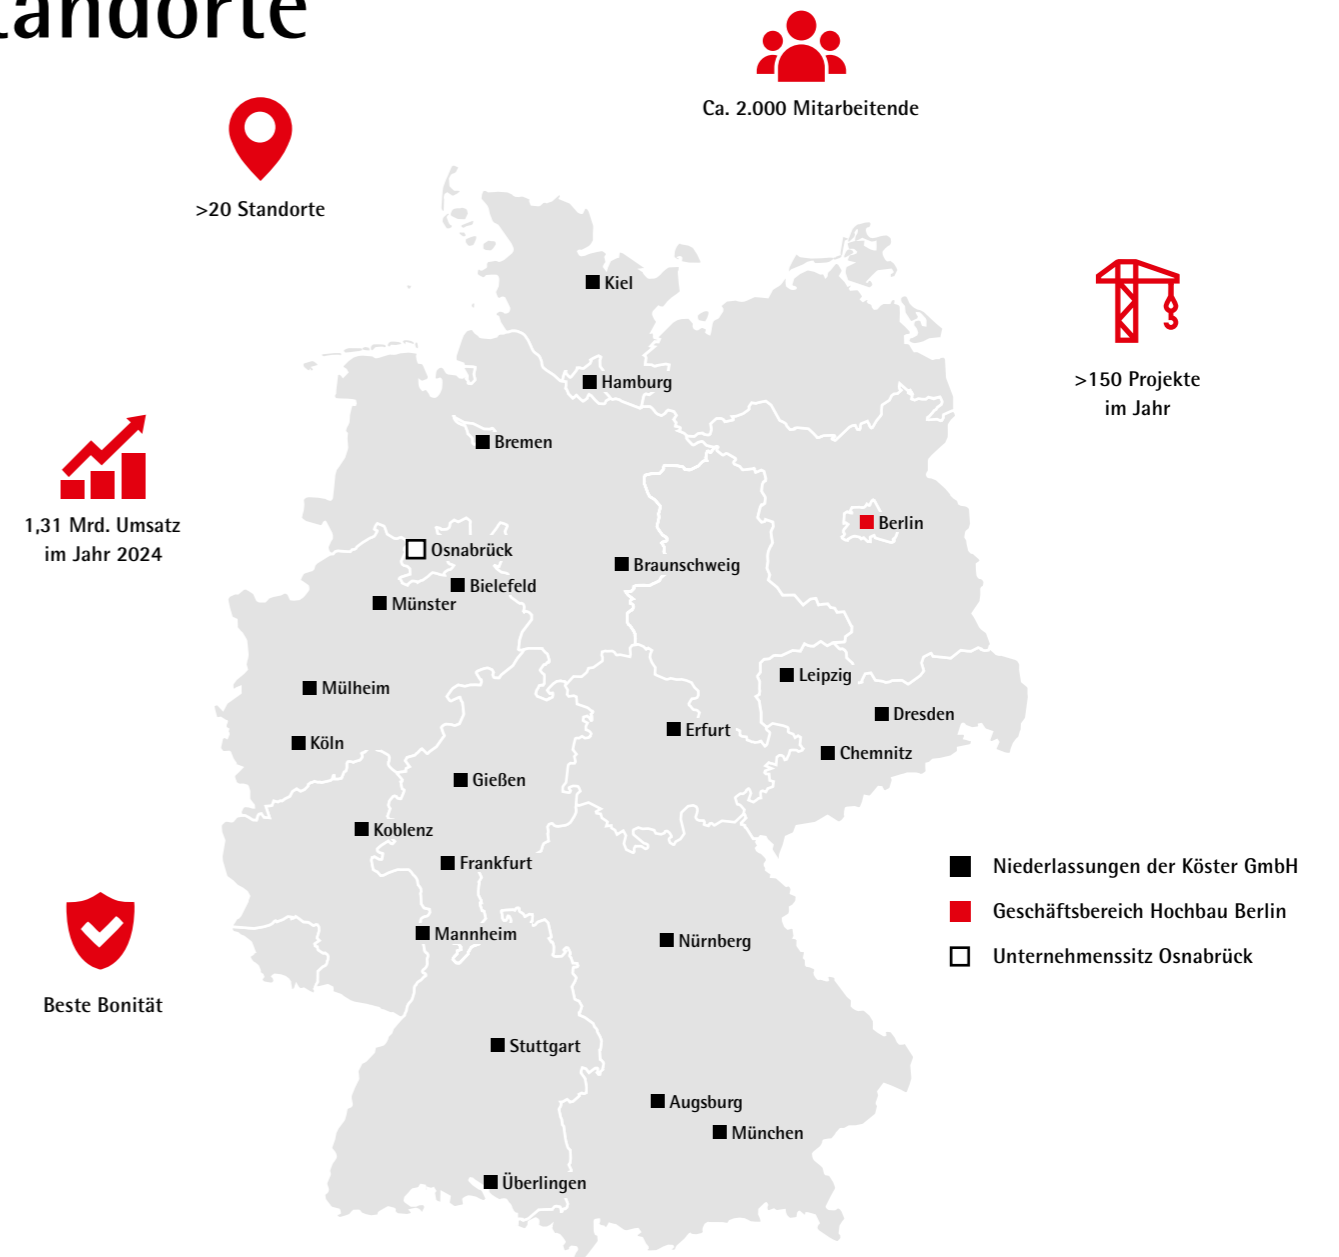 tandorte
Ca. 2.000 Mitarbeitende
>20 Standorte
Kiel
>150 Projekte
im Jahr
Hamburg
Bremen
1,31 Mrd. Umsatz
im Jahr 2024
Berlin
Osnabrück
Braunschweig
Bielefeld
Münster
Leipzig
Mülheim
Dresden
Erfurt
Köln
Chemnitz
Gießen
Koblenz
Frankfurt
Niederlassungen der Köster GmbH
Geschäftsbereich Hochbau Berlin
Unternehmenssitz Osnabrück
Mannheim
Nürnberg
Beste Bonität
Stuttgart
Augsburg
München
Überlingen